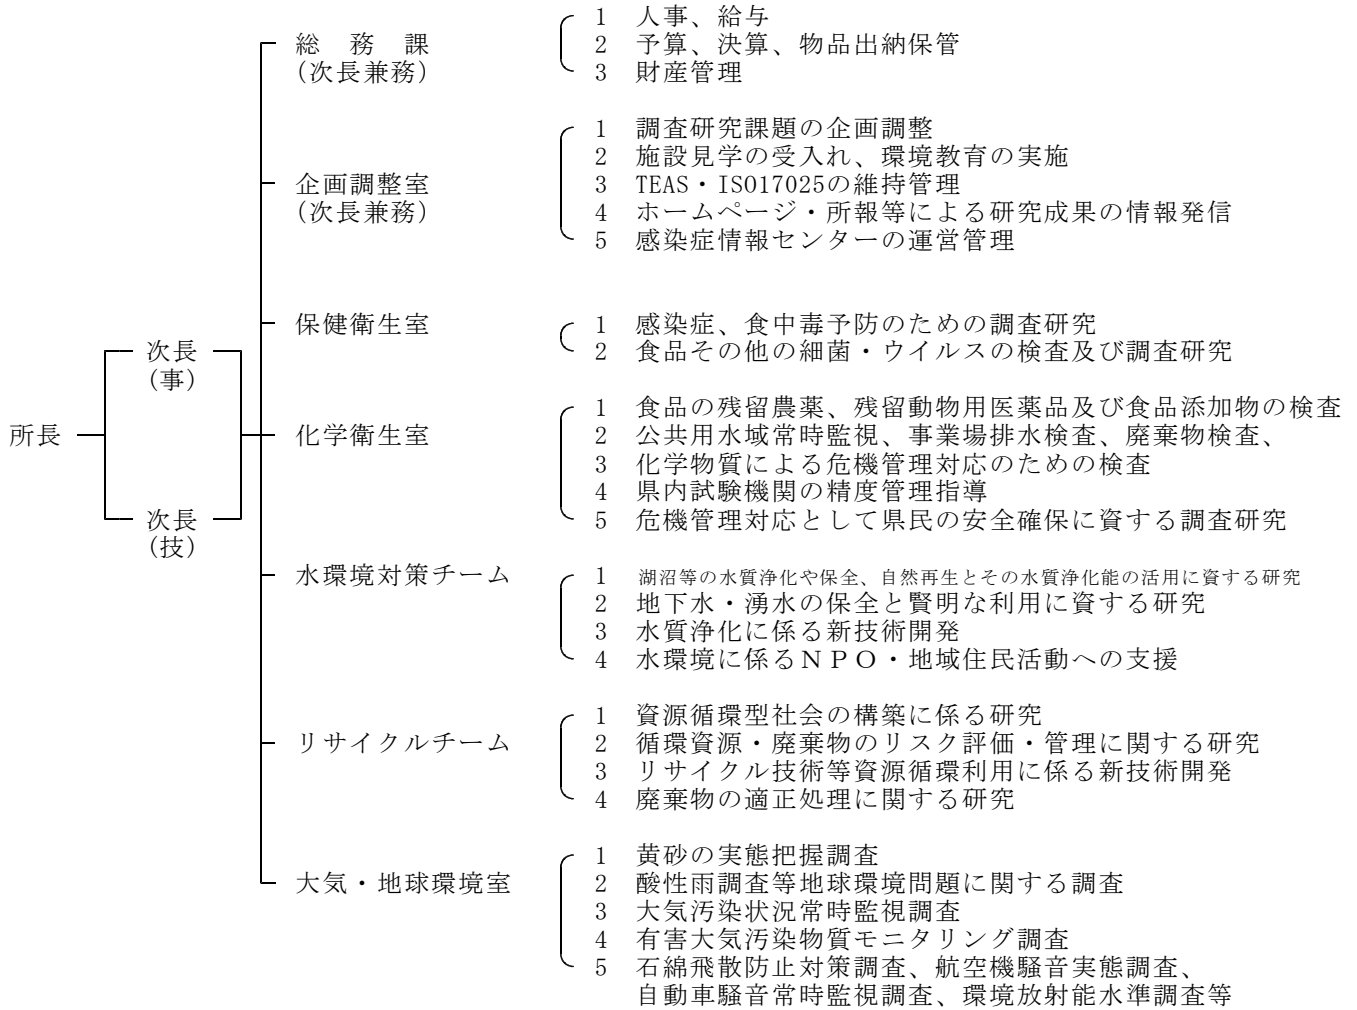 所長
次長
(事)
次長
(技)
総　務　課
(次長兼務)
1　人事、給与
2　予算、決算、物品出納保管
3　財産管理
企画調整室
(次長兼務)
1　調査研究課題の企画調整
2　施設見学の受入れ、環境教育の実施
3　TEAS・ISO17025の維持管理
4　ホームページ・所報等による研究成果の情報発信
5　感染症情報センターの運営管理
保健衛生室
1　感染症、食中毒予防のための調査研究
2　食品その他の細菌・ウイルスの検査及び調査研究
化学衛生室
1　食品の残留農薬、残留動物用医薬品及び食品添加物の検査
2　公共用水域常時監視、事業場排水検査、廃棄物検査、
3　化学物質による危機管理対応のための検査
4　県内試験機関の精度管理指導
5　危機管理対応として県民の安全確保に資する調査研究
水環境対策チーム
1　湖沼等の水質浄化や保全、自然再生とその水質浄化能の活用に資する研究
2　地下水・湧水の保全と賢明な利用に資する研究
3　水質浄化に係る新技術開発
4　水環境に係るＮＰＯ・地域住民活動への支援
リサイクルチーム
1　資源循環型社会の構築に係る研究
2　循環資源・廃棄物のリスク評価・管理に関する研究
3　リサイクル技術等資源循環利用に係る新技術開発
4　廃棄物の適正処理に関する研究
大気・地球環境室
1　黄砂の実態把握調査
2　酸性雨調査等地球環境問題に関する調査
3　大気汚染状況常時監視調査
4　有害大気汚染物質モニタリング調査
5　石綿飛散防止対策調査、航空機騒音実態調査、
自動車騒音常時監視調査、環境放射能水準調査等